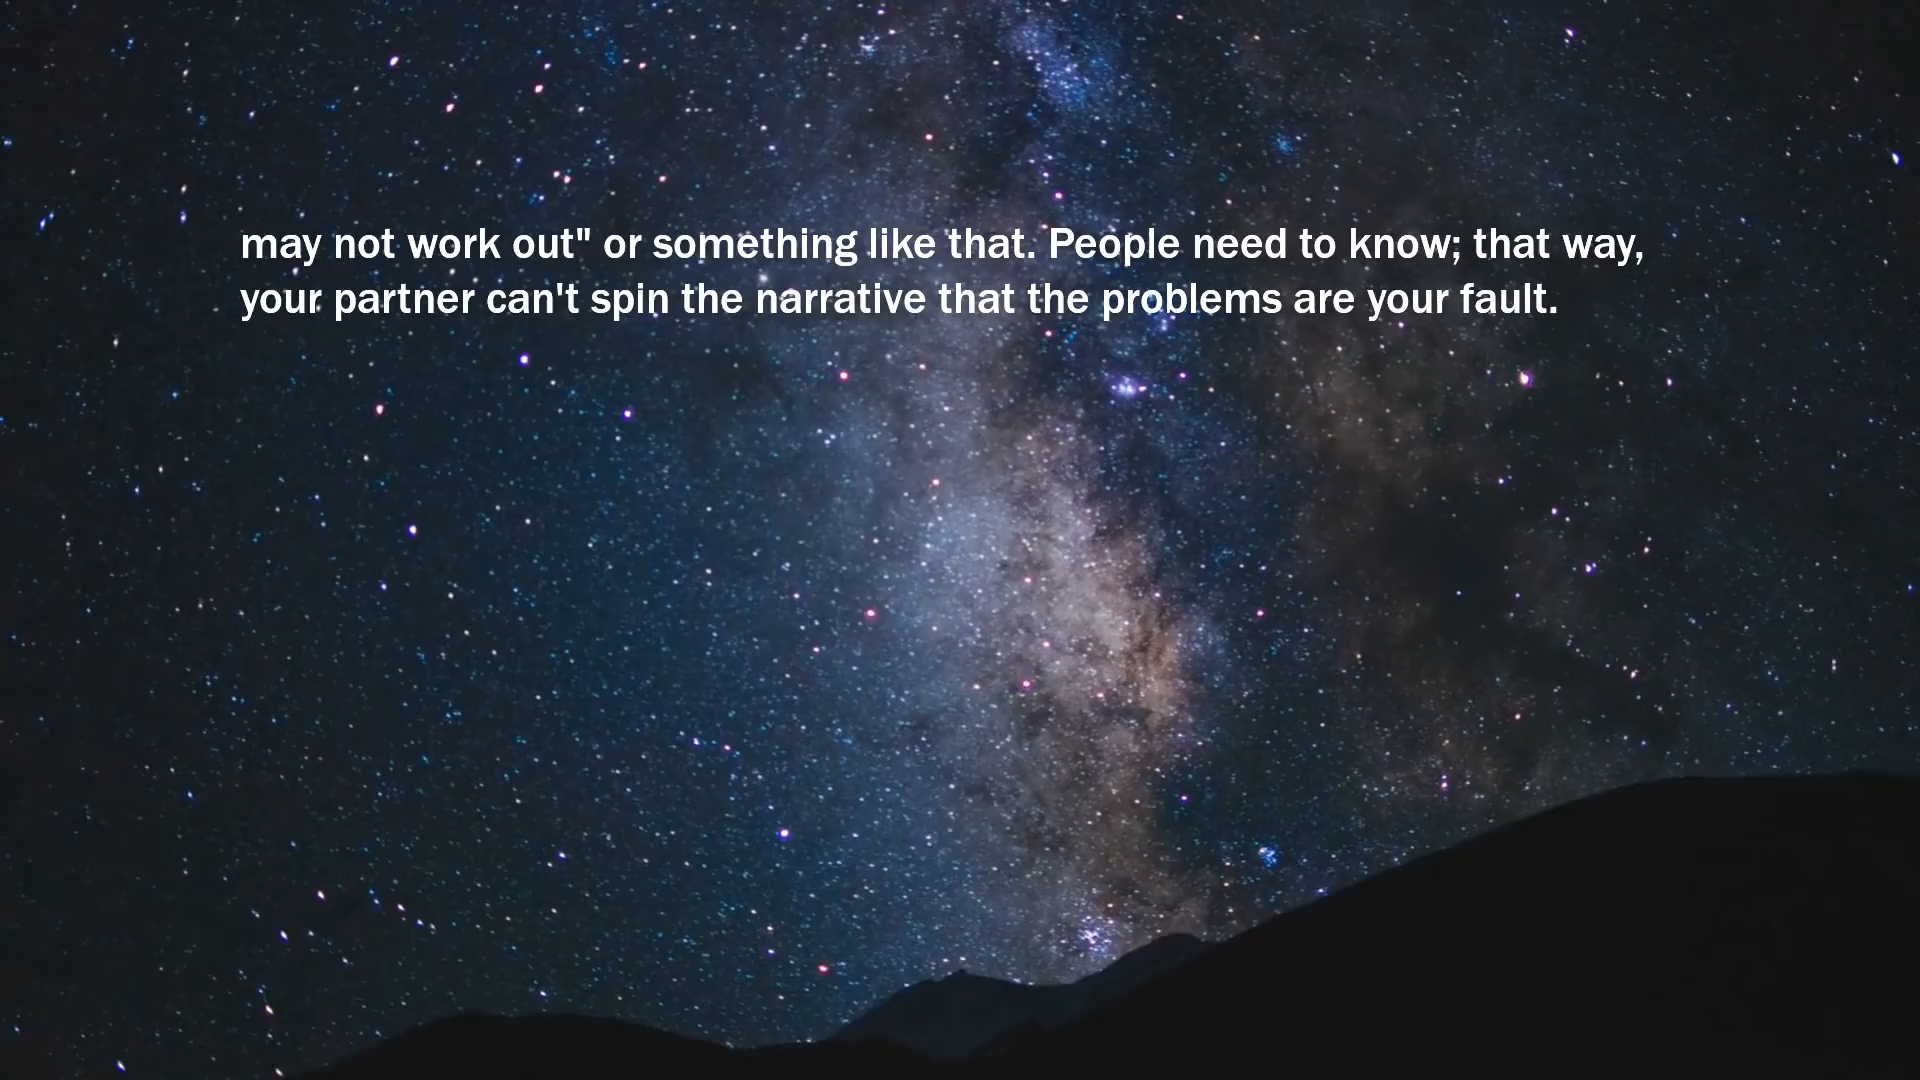 may not work out" or something like that. People need to know; that way,
your partner can't spin the narrative that the problems are your fault.